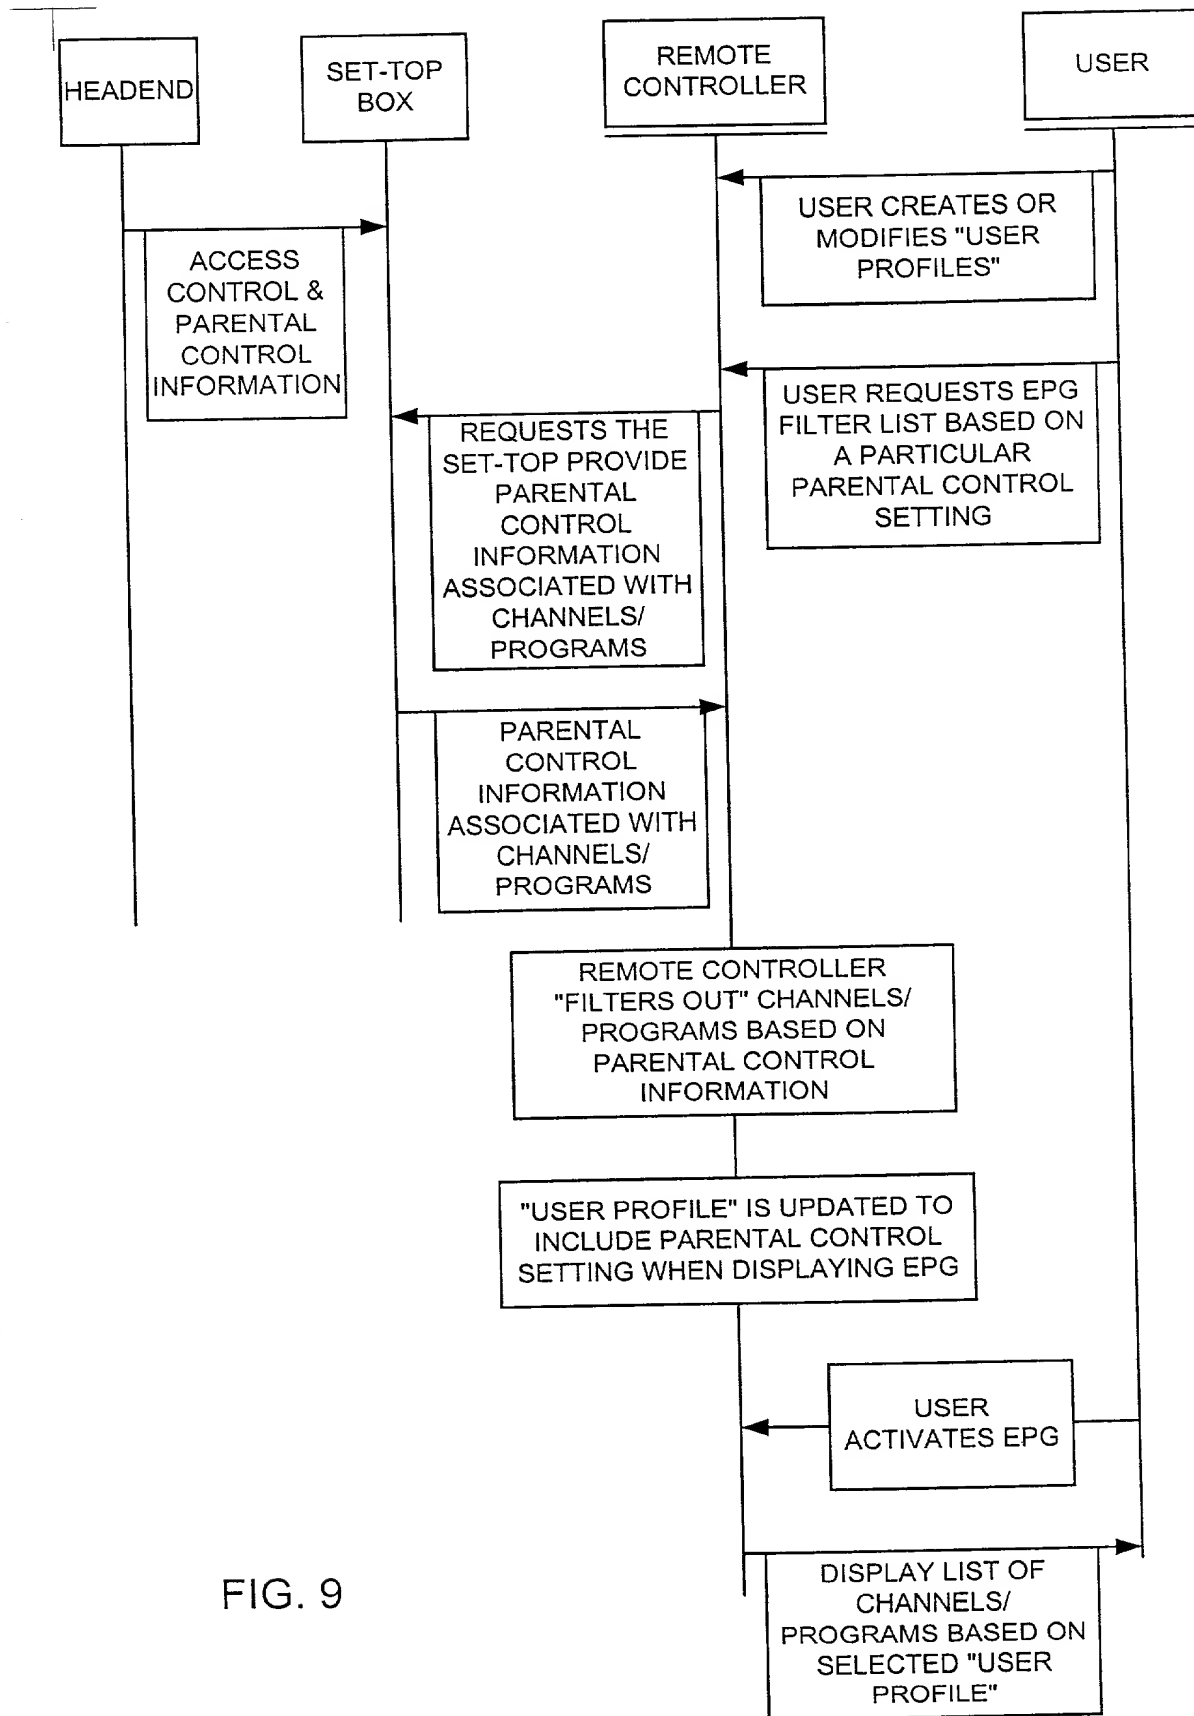 HEADEND
SET-TOP
BOX
REMOTE
CONTROLLER
USER
USER CREATES OR
MODIFIES "USER
PROFILES"
ACCESS
CONTROL &
PARENTAL
CONTROL
INFORMATION
USER REQUESTS EPG
FILTER LIST BASED ON
A PARTICULAR
PARENTAL CONTROL
SETTING
REQUESTS THE
SET-TOP PROVIDE
PARENTAL
CONTROL
INFORMATION
ASSOCIATED WITH
CHANNELS/
PROGRAMS
PARENTAL
CONTROL
INFORMATION
ASSOCIATED WITH
CHANNELS/
PROGRAMS
REMOTE CONTROLLER
"FILTERS OUT" CHANNELS/
PROGRAMS BASED ON
PARENTAL CONTROL
INFORMATION
"USER PROFILE" IS UPDATED TO
INCLUDE PARENTAL CONTROL
SETTING WHEN DISPLAYING EPG
USER
ACTIVATES EPG
DISPLAY LIST OF
CHANNELS/
PROGRAMS BASED ON
SELECTED "USER
PROFILE"
FIG. 9